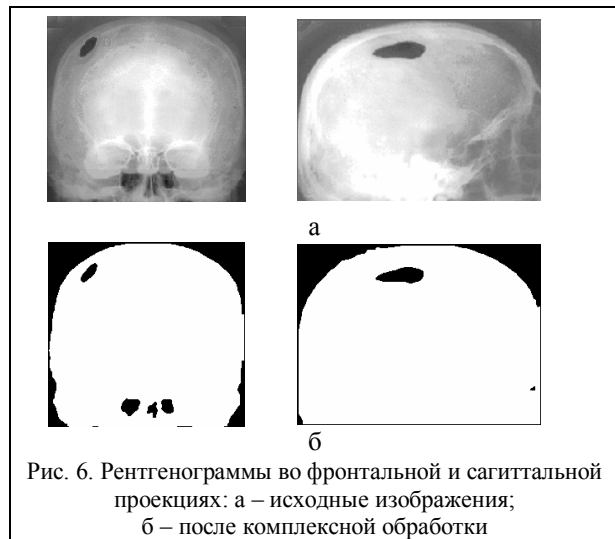 а
б
Рис. 6. Рентгенограммы во фронтальной и сагиттальной
проекциях: а – исходные изображения;
б – после комплексной обработки